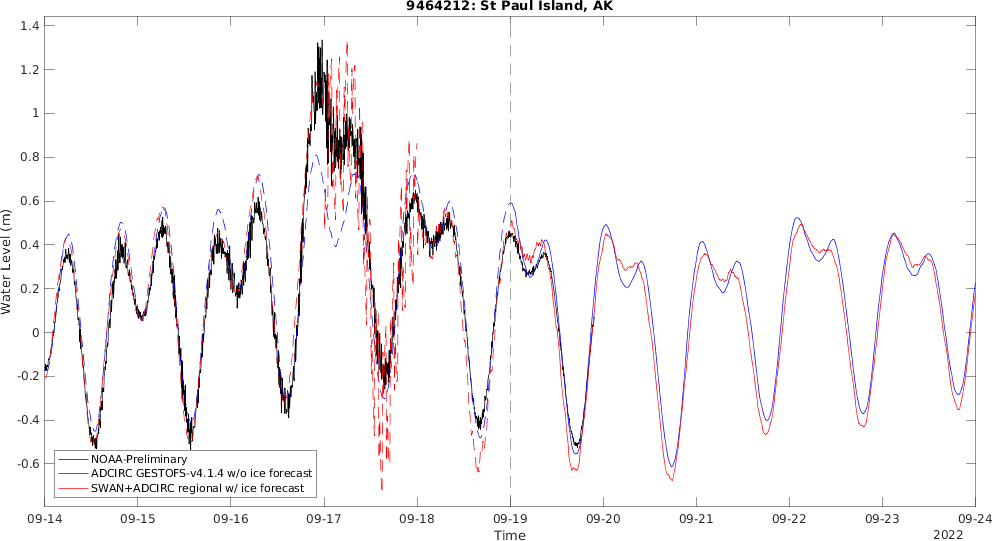 9464212: St Paul Island, AK
1.4
1.2
1
0.8
0.6
0.4
0.2
0
-0.2
-0.4
-0.6
Water Level (m)
NOAA-Preliminary
ADCIRC GESTOFS-v4.1.4 w/o ice forecast
SWAN+ADCIRC regional w/ ice forecast
09-14 09-15 09-16 09-17 09-18 09-19 09-20 09-21 09-22 09-23 09-24
Time
2022